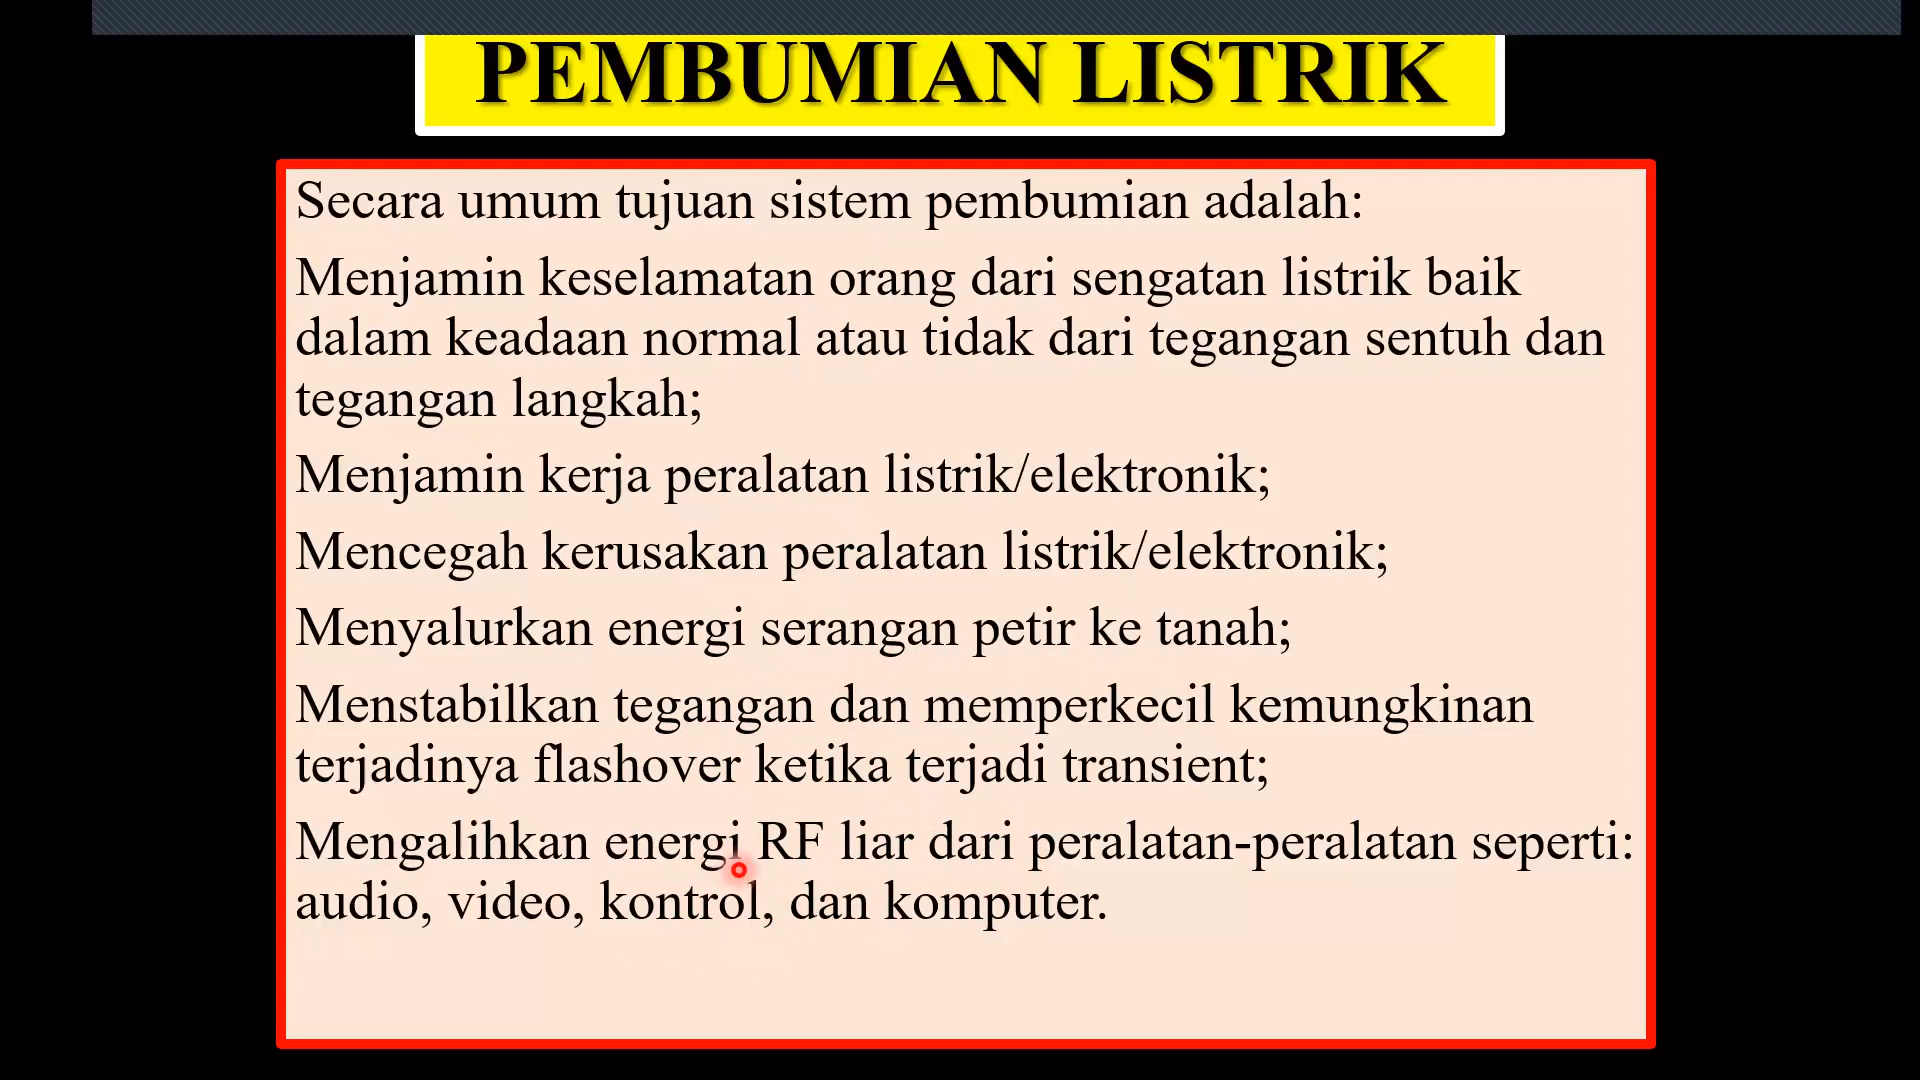 PEMBUMIAN LISTRIK
Secara umum tujuan sistem pembumian adalah:
Menjamin keselamatan orang dari sengatan listrik baik
dalam keadaan normal atau tidak dari tegangan sentuh dan
tegangan langkah;
Menjamin kerja peralatan listrik/elektronik;
Mencegah kerusakan peralatan listrik/elektronik;
Menyalurkan energi serangan petir ke tanah;
Menstabilkan tegangan dan memperkecil kemungkinan
terjadinya flashover ketika terjadi transient;
Mengalihkan energi RF liar dari peralatan-peralatan seperti:
audio, video, kontrol, dan komputer.